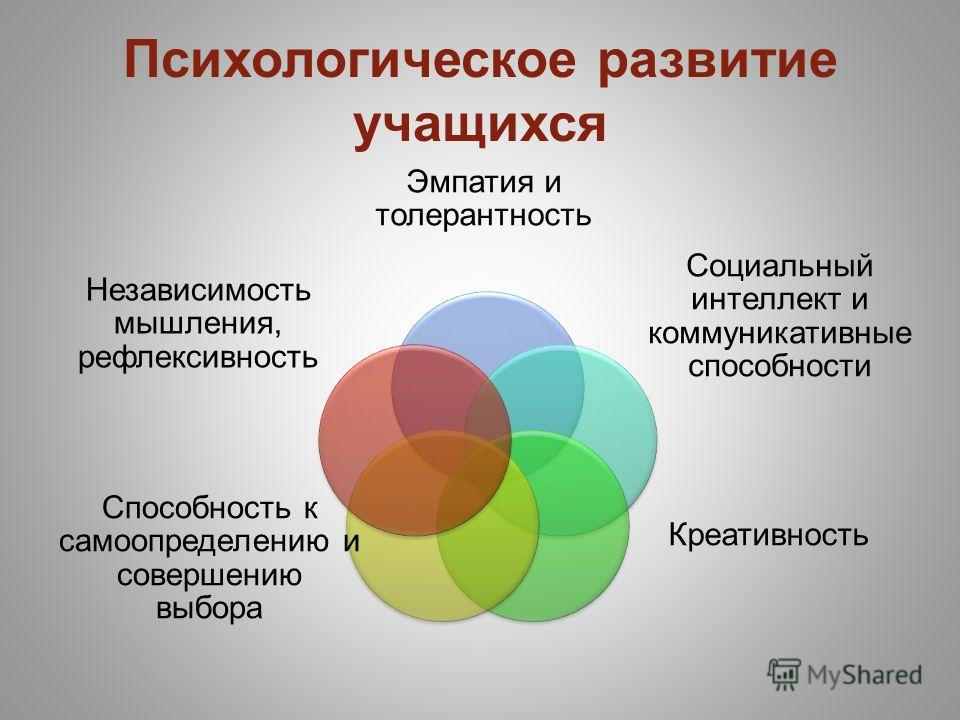 Психологическое развитие
учащихся
Эмпатия и
толерантность
Социальный
интеллект и
коммуникативные
способности
Креативность
Способность к
самоопределению и
совершению
выбора
Независимость
мышления,
рефлексивность
MyShared